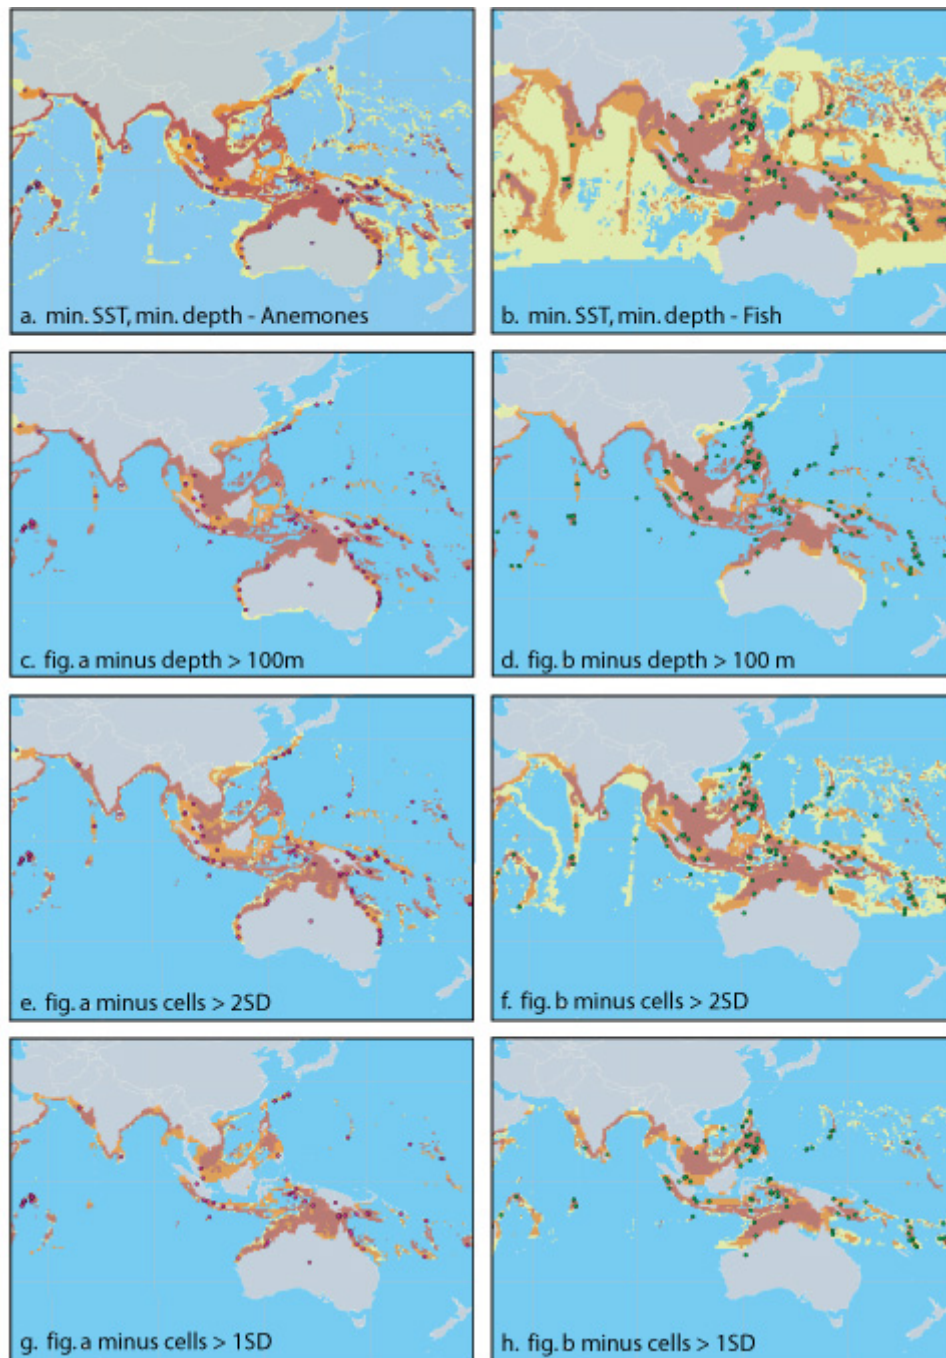 a. min. SST, min. depth - Anemones
b. min. SST, min. depth - Fish
c. fig. a minus depth > 100m
d. fig. b minus depth > 100 m
e. fig. a minus cells > 2SD
f. fig. b minus cells > 2SD
g. fig. a minus cells > 1SD
h. fig. b minus cells > 1SD